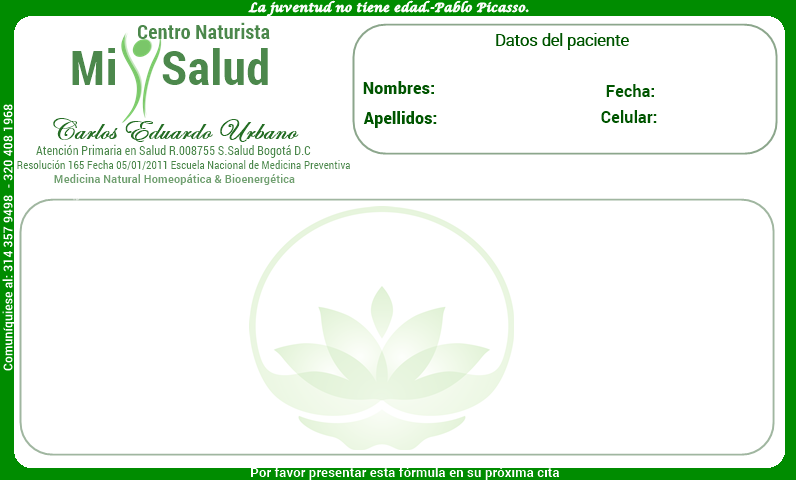 La juventud no tiene edad.-Pablo Picasso.
Centro Naturista
Mi Salud
Carlos Eduardo Urbano
Atención Primaria en Salud R.008755 S.Salud Bogotá D.C
Resolución 165 Fecha 05/01/2011 Escuela Nacional de Medicina Preventiva
Medicina Natural Homeopática & Bioenergética
Datos del paciente
Nombres:
Fecha:
Apellidos:
Celular:
Comuníquiese al: 314 357 9498 - 320 408 1968
Por favor presentar esta fórmula en su próxima cita